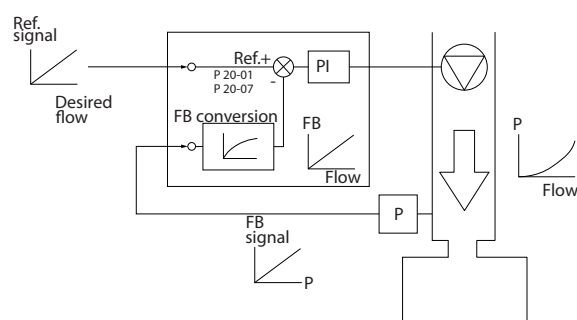 Ref.
signal
Desired
flow
Ref.+
P 20-01
P 20-07
-
PI
FB conversion
FB
Flow
P
Flow
P
FB
signal
P